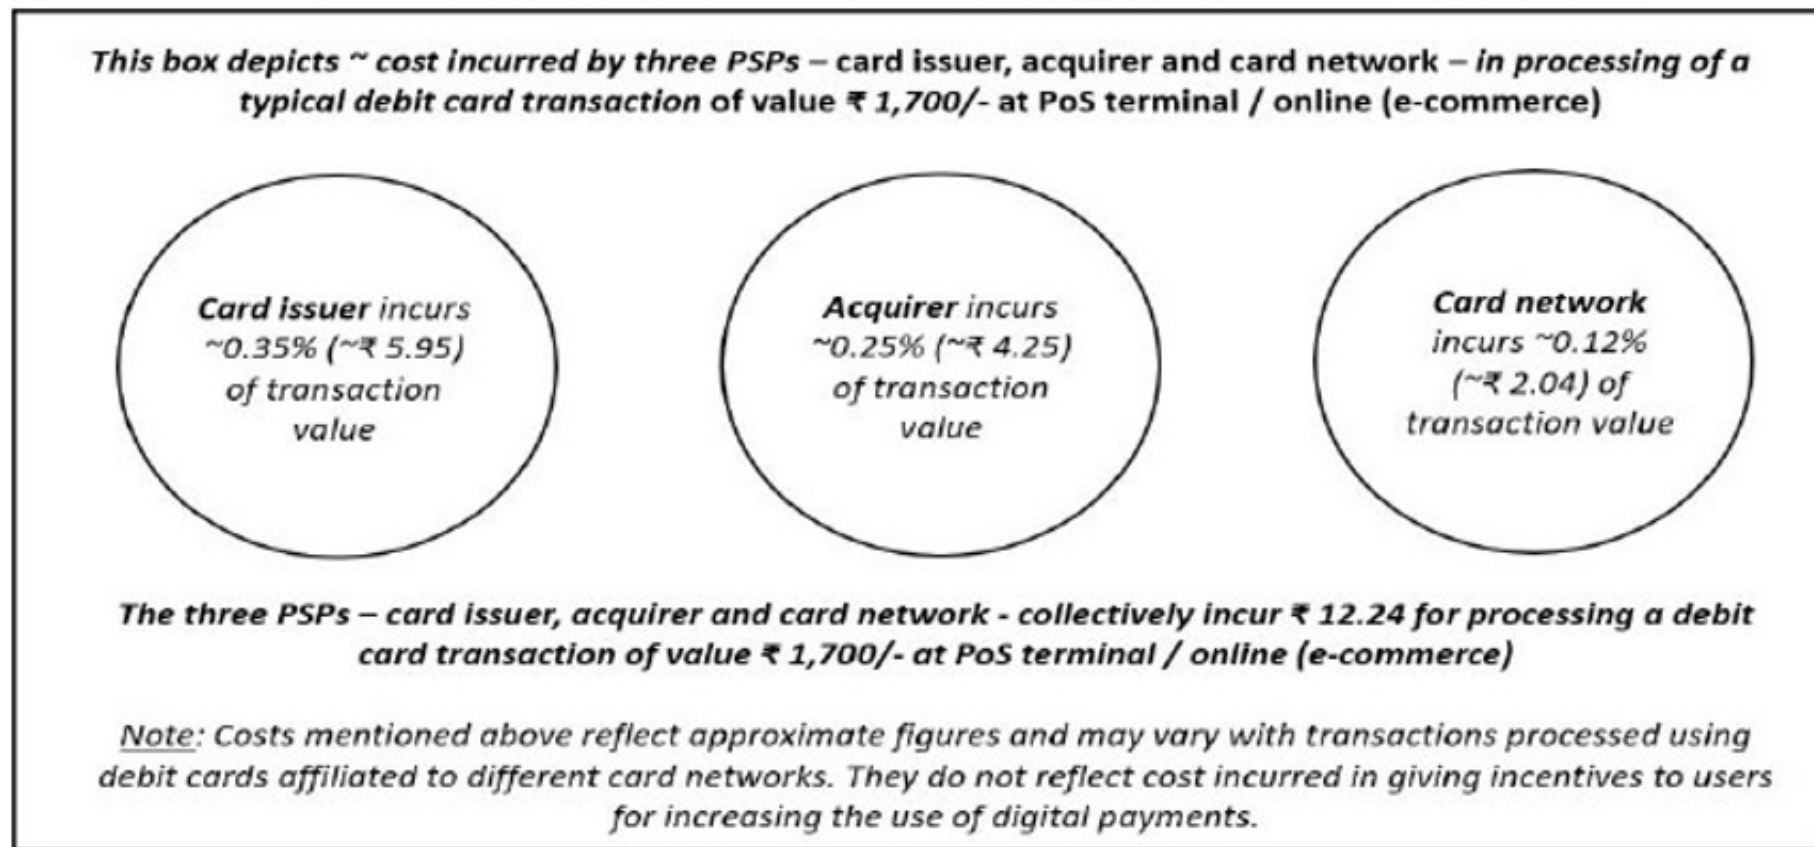 This box depicts ~ cost incurred by three PSPs – card issuer, acquirer and card network – in processing of a
typical debit card transaction of value ₹ 1,700/- at PoS terminal / online (e-commerce)
Card issuer incurs
~0.35% (~₹ 5.95)
of transaction
value
Acquirer incurs
~0.25% (~₹ 4.25)
of transaction
value
Card network
incurs ~0.12%
(~₹ 2.04) of
transaction value
The three PSPs – card issuer, acquirer and card network - collectively incur ₹ 12.24 for processing a debit
card transaction of value ₹ 1,700/- at PoS terminal / online (e-commerce)
Note: Costs mentioned above reflect approximate figures and may vary with transactions processed using
debit cards affiliated to different card networks. They do not reflect cost incurred in giving incentives to users
for increasing the use of digital payments.